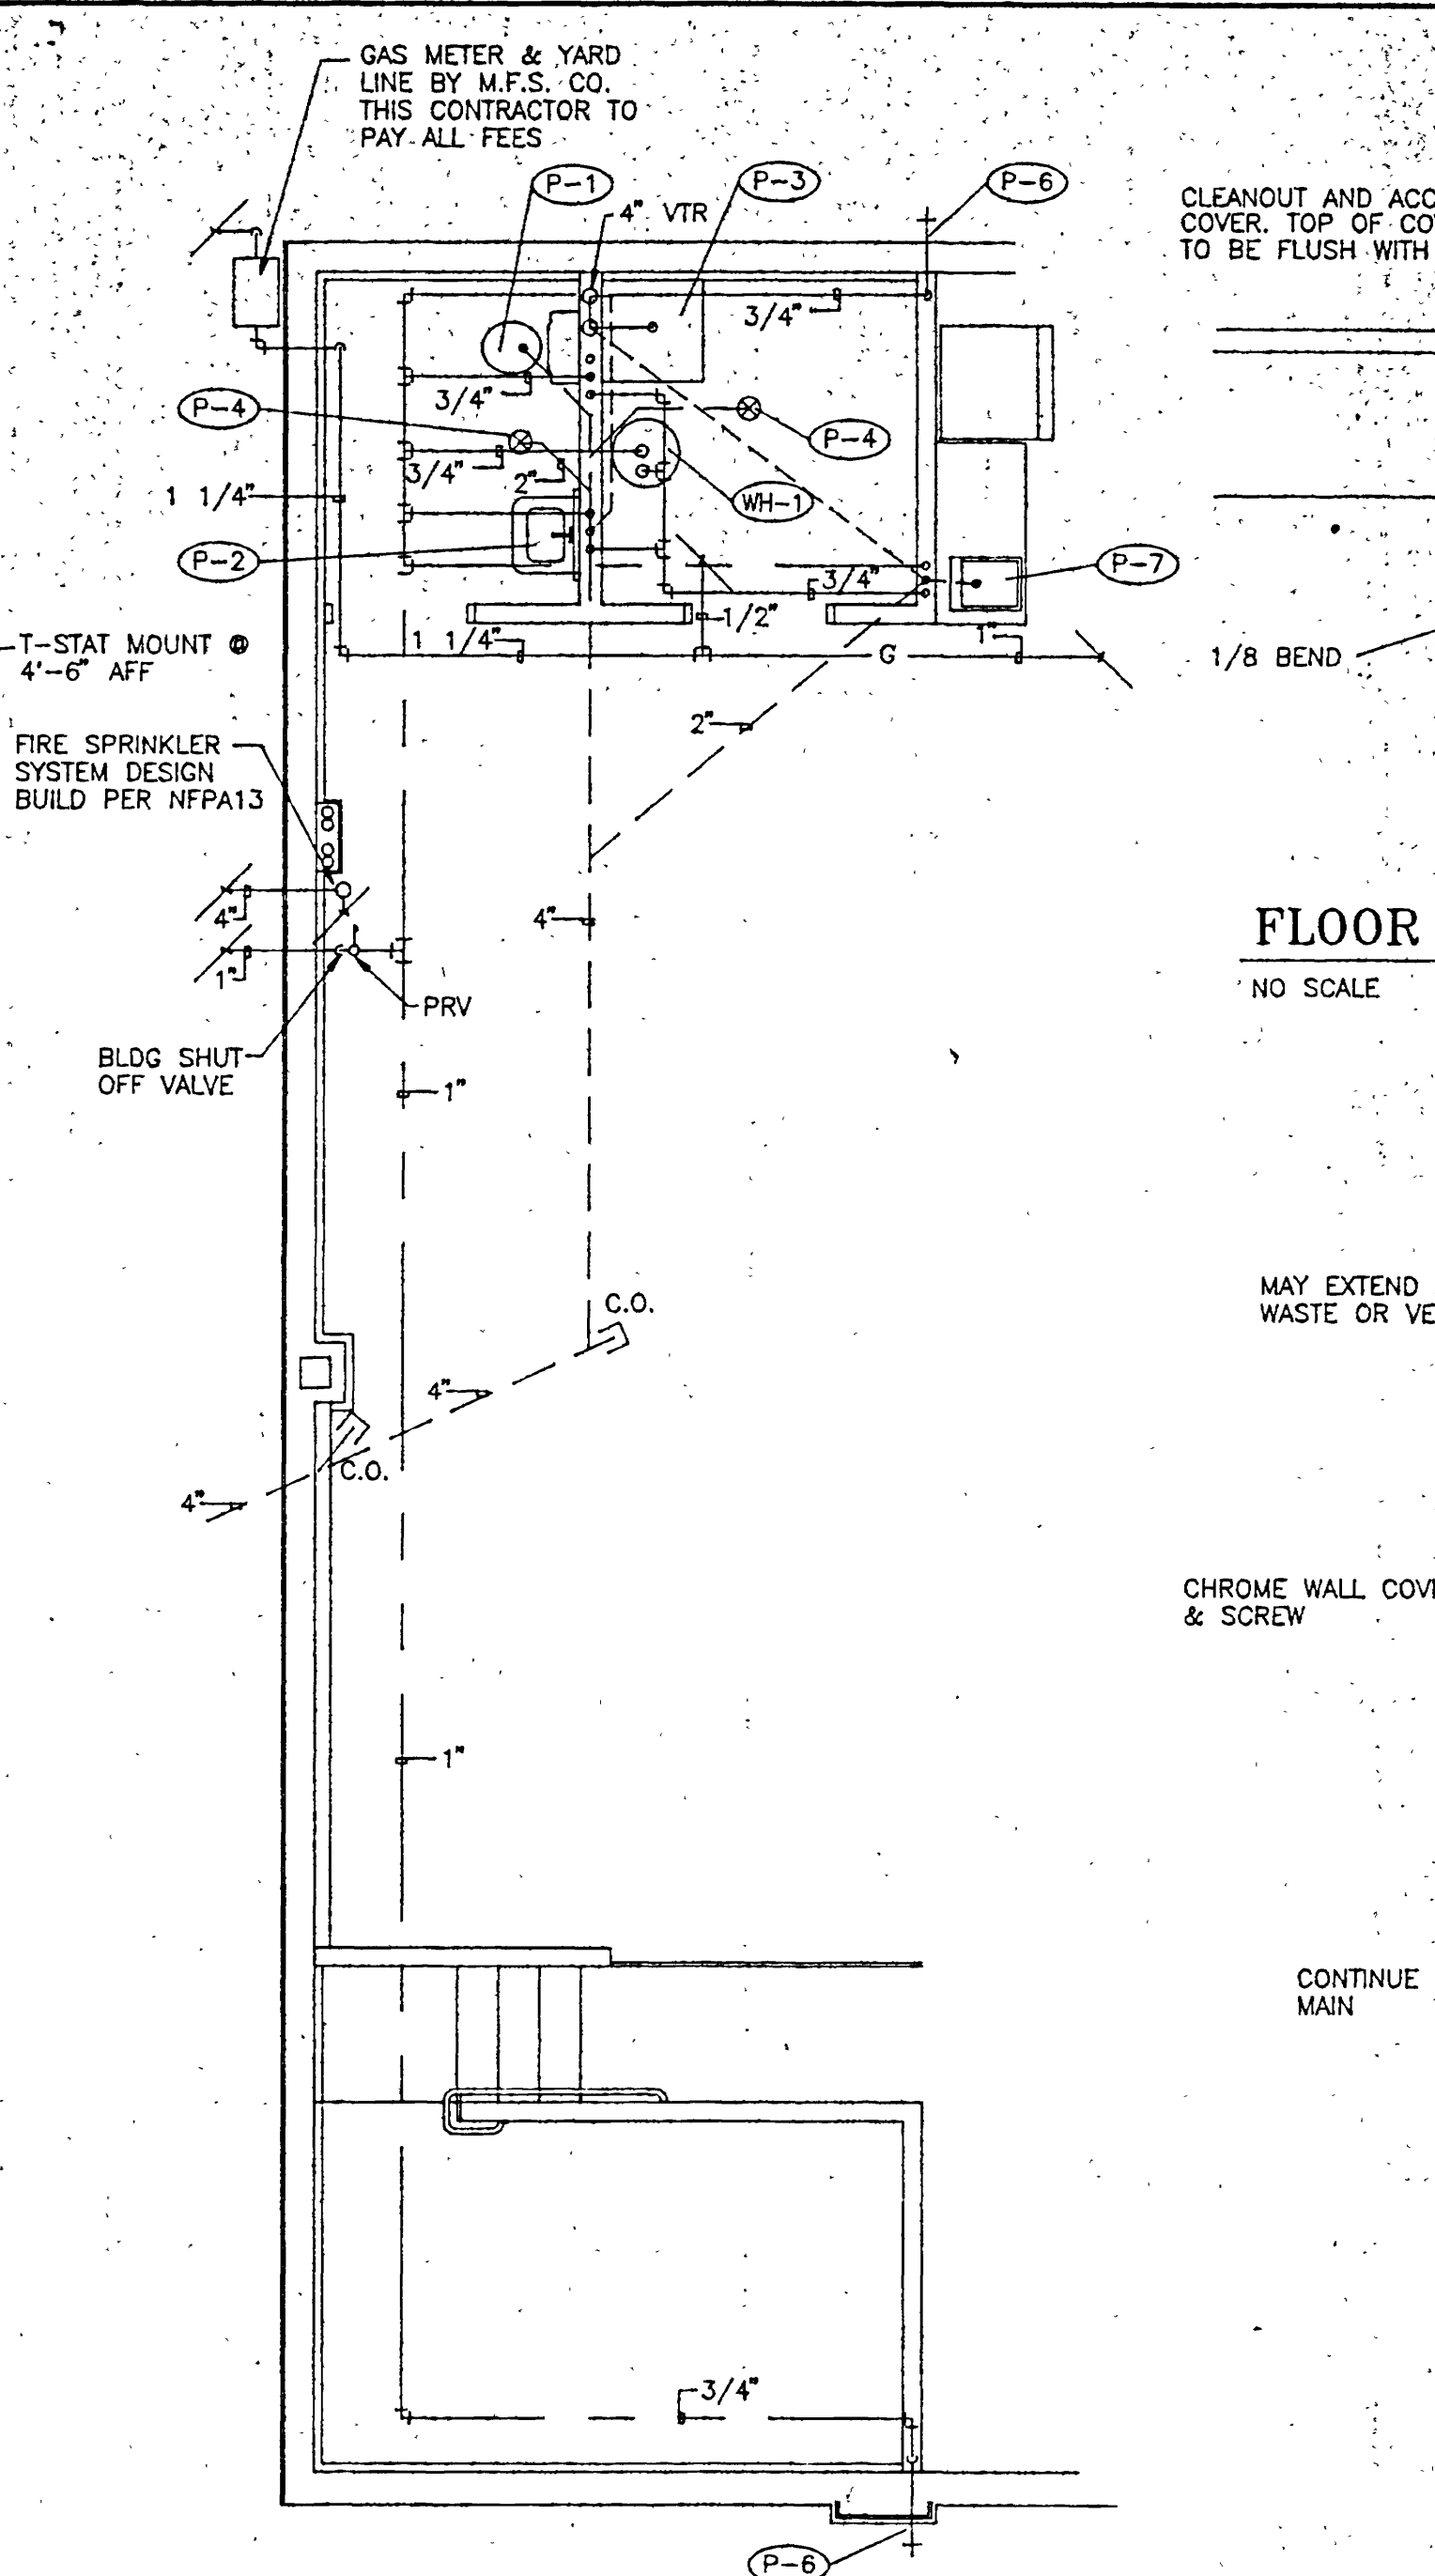 GAS METER & YARD
LINE BY M.F.S. CO.
THIS CONTRACTOR TO
PAY ALL FEES
P-1
4" VTR
P-3
P-6
CLEANOUT AND ACC
COVER. TOP OF CO
TO BE FLUSH WITH
3/4"
3/4"
P-4
P-4
3/4"
2"
1 1/4"
WH-1
P-2
P-7
3/4"
1/2"
1 1/4"
1"
G
T-STAT MOUNT @
4'-6" AFF
1/8 BEND
2"
FIRE SPRINKLER
SYSTEM DESIGN
BUILD PER NFPA13
4"
4"
FLOOR
NO SCALE
1"
PRV
BLDG SHUT
OFF VALVE
1"
MAY EXTEND
WASTE OR VE
C.O.
4"
C.O.
4"
CHROME WALL COV
& SCREW
1"
CONTINUE
MAIN
3/4"
P-6